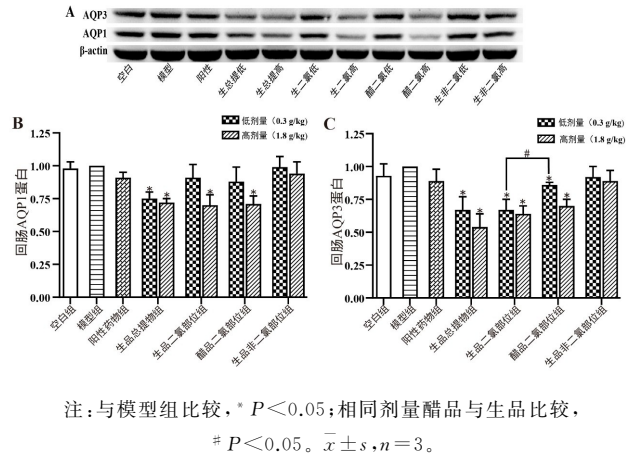 A
AQP3
AQP1
β-actin
空白
模型
阳性
生总提低
生总提高
生二氯低
生二氯高
醋二氯低
醋二氯高
生非二氯低
生非二氯高
B
低剂量（0.3 g/kg）
高剂量（1.8 g/kg）
回肠AQP1蛋白
1.25
1.00
0.75
0.50
0.25
0.00
* * * *
空白组
模型组
阳性药物组
生品总提物组
生品二氯部位组
醋品二氯部位组
生品非二氯部位组
C
低剂量（0.3 g/kg）
高剂量（1.8 g/kg）
回肠AQP3蛋白
1.25
1.00
0.75
0.50
0.25
0.00
#
* * * * * *
空白组
模型组
阳性药物组
生品总提物组
生品二氯部位组
醋品二氯部位组
生品非二氯部位组
注:与模型组比较,* P＜0.05;相同剂量醋品与生品比较,
# P＜0.05。x̄±s,n=3。